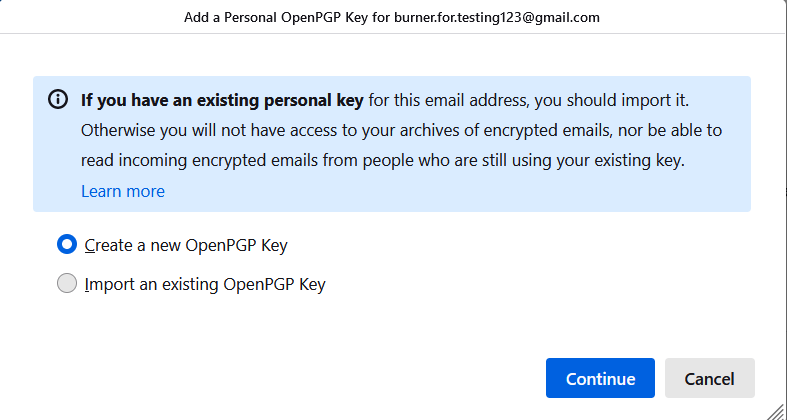 Add a Personal OpenPGP Key for burner.for.testing123@gmail.com
If you have an existing personal key for this email address, you should import it.
Otherwise you will not have access to your archives of encrypted emails, nor be able to
read incoming encrypted emails from people who are still using your existing key.
Learn more
Create a new OpenPGP Key
Import an existing OpenPGP Key
Continue
Cancel